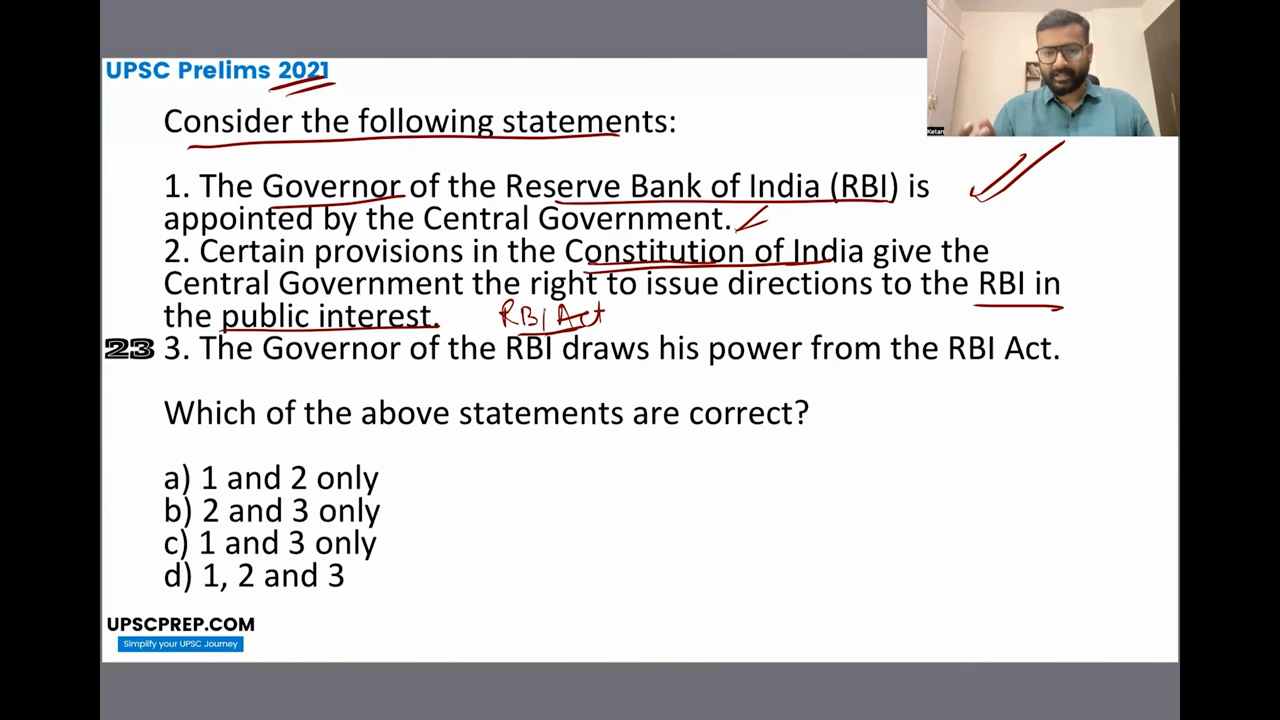 UPSC Prelims 2021
Consider the following statements:
1. The Governor of the Reserve Bank of India (RBI) is
appointed by the Central Government.
2. Certain provisions in the Constitution of India give the
Central Government the right to issue directions to the RBI in
the public interest.
RBI Act
23
3. The Governor of the RBI draws his power from the RBI Act.
Which of the above statements are correct?
a) 1 and 2 only
b) 2 and 3 only
c) 1 and 3 only
d) 1, 2 and 3
UPSCPREP.COM
Simplify your UPSC Journey
Ketan